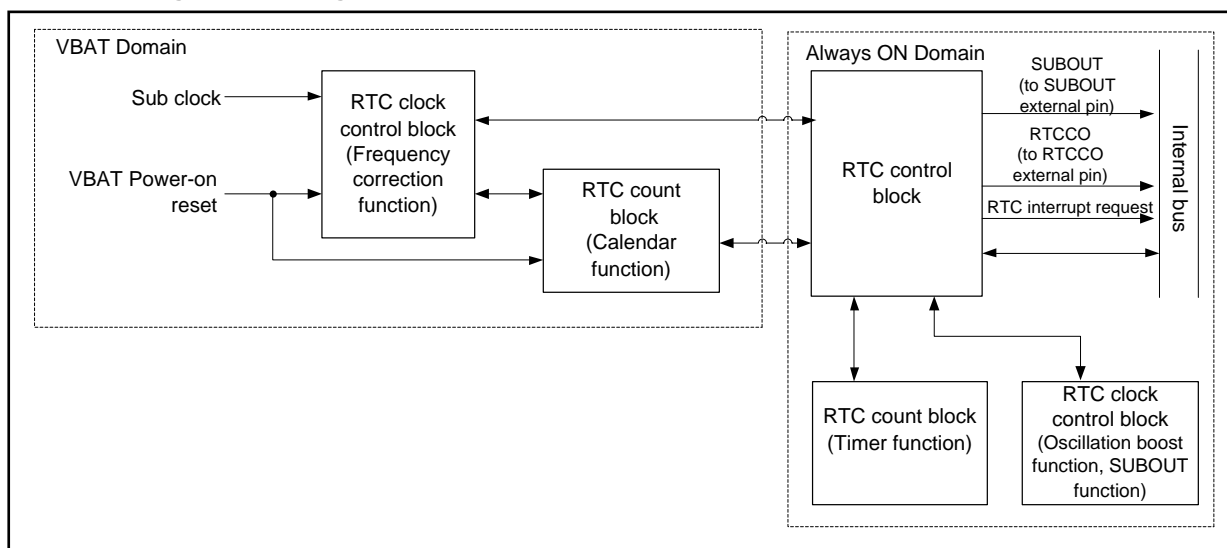 VBAT Domain
Sub clock
VBAT Power-on
reset
RTC clock
control block
(Frequency
correction
function)
RTC count
block
(Calendar
function)
Always ON Domain
RTC control
block
SUBOUT
(to SUBOUT
external pin)
RTCCO
(to RTCCO
external pin)
RTC interrupt request
Internal bus
RTC count block
(Timer function)
RTC clock
control block
(Oscillation boost
function, SUBOUT
function)